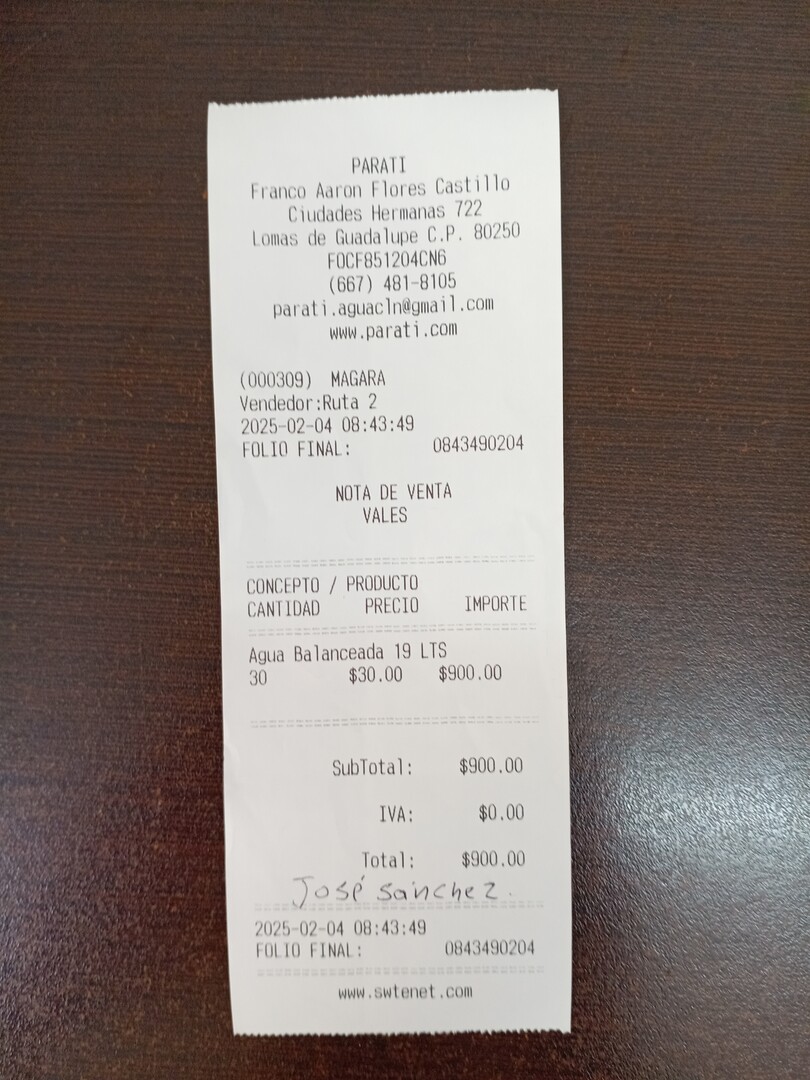 PARATI
Franco Aaron Flores Castillo
Ciudades Hermanas 722
Lomas de Guadalupe C.P. 80250
FOCF851204CN6
(667) 481-8105
parati.aguacln@gmail.com
www.parati.com
(000309) MAGARA
Vendedor:Ruta 2
2025-02-04 08:43:49
FOLIO FINAL: 0843490204
NOTA DE VENTA
VALES
CONCEPTO / PRODUCTO
CANTIDAD PRECIO IMPORTE
Agua Balanceada 19 LTS
30 $30.00 $900.00
SubTotal: $900.00
IVA: $0.00
Total: $900.00
José sánchez.
2025-02-04 08:43:49
FOLIO FINAL: 0843490204
www.swtenet.com